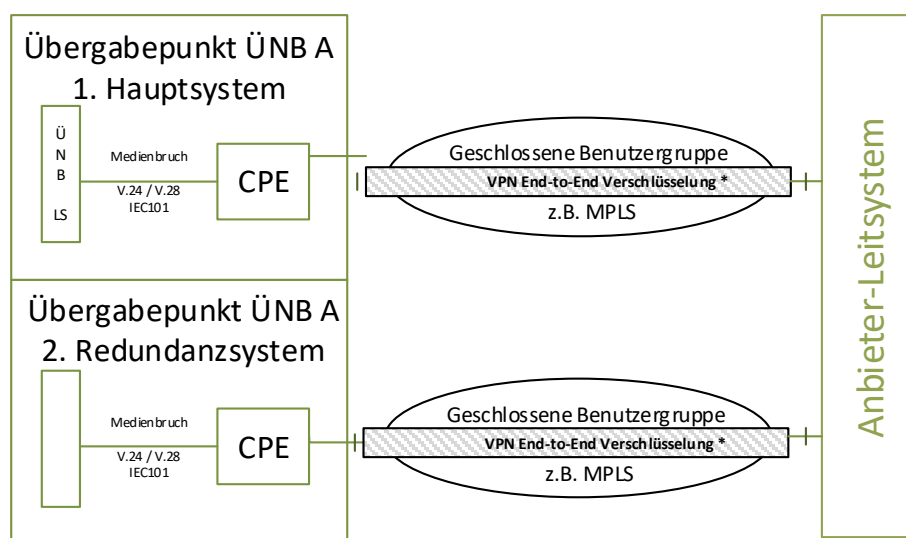 Übergabepunkt ÜNB A
1. Hauptsystem
Ü
N
B
LS
Medienbruch
V.24 / V.28
IEC101
CPE
Geschlossene Benutzergruppe
VPN End-to-End Verschlüsselung *
z.B. MPLS
Übergabepunkt ÜNB A
2. Redundanzsystem
Medienbruch
V.24 / V.28
IEC101
CPE
Geschlossene Benutzergruppe
VPN End-to-End Verschlüsselung *
z.B. MPLS
Anbieter-Leitsystem